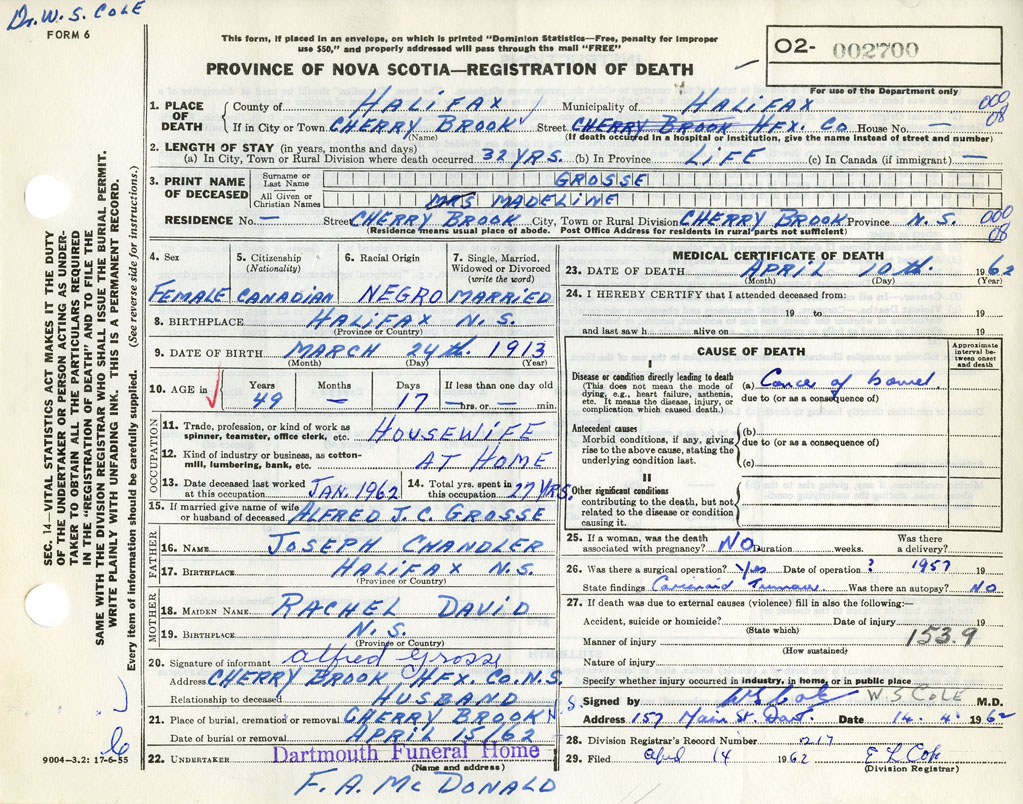 Dr. W. S. COLE
FORM 6
This form, if placed in an envelope, on which is printed "Dominion Statistics—Free, penalty for improper
use $50," and properly addressed will pass through the mail "FREE"
PROVINCE OF NOVA SCOTIA—REGISTRATION OF DEATH
02- 002700
For use of the Department only
1. PLACE OF DEATH County of HALIFAX Municipality of HALIFAX 000
If in City or Town CHERRY BROOK Street CHERRY BROOK HFX. CO House No. — 08
(Name) (If death occurred in a hospital or institution, give the name instead of street and number)
2. LENGTH OF STAY (in years, months and days)
(a) In City, Town or Rural Division where death occurred 32 YRS. (b) In Province LIFE (c) In Canada (if immigrant) —
3. PRINT NAME OF DECEASED Surname or Last Name GROSSE
All Given or Christian Names MRS MADELINE
RESIDENCE No. — Street CHERRY BROOK City, Town or Rural Division CHERRY BROOK Province N. S. 000
(Residence means usual place of abode. Post Office Address for residents in rural parts not sufficient) 08
4. Sex 5. Citizenship (Nationality) 6. Racial Origin 7. Single, Married, Widowed or Divorced (write the word)
FEMALE CANADIAN NEGRO MARRIED
8. BIRTHPLACE HALIFAX N. S.
(Province or Country)
9. DATE OF BIRTH MARCH 24th. 1913
(Month) (Day) (Year)
10. AGE in Years Months Days If less than one day old
49 — 17 —hrs. or—min.
OCCUPATION
11. Trade, profession, or kind of work as spinner, teamster, office clerk, etc. HOUSEWIFE
12. Kind of industry or business, as cotton-mill, lumbering, bank, etc. AT HOME
13. Date deceased last worked at this occupation JAN. 1962 14. Total yrs. spent in this occupation 27 YRS.
15. If married give name of wife or husband of deceased ALFRED J. C. GROSSE
FATHER
16. NAME JOSEPH CHANDLER
17. BIRTHPLACE HALIFAX N.S.
(Province or Country)
MOTHER
18. MAIDEN NAME RACHEL DAVID
19. BIRTHPLACE N. S.
(Province or Country)
20. Signature of informant Alfred Grosse
Address CHERRY BROOK HFX. CO. N.S.
Relationship to deceased HUSBAND
21. Place of burial, cremation or removal CHERRY BROOK N.S.
Date of burial or removal APRIL 15/62
22. UNDERTAKER Dartmouth Funeral Home
(Name and address)
F. A. McDONALD
MEDICAL CERTIFICATE OF DEATH
23. DATE OF DEATH APRIL 10th. 1962
(Month) (Day) (Year)
24. I HEREBY CERTIFY that I attended deceased from:
19 to 19
and last saw h alive on 19
CAUSE OF DEATH
Approximate interval between onset and death
I
Disease or condition directly leading to death (a) Cancer of bowel.
(This does not mean the mode of dying, e.g., heart failure, asthenia, etc. It means the disease, injury, or complication which caused death.)
due to (or as a consequence of)
Antecedent causes (b)
Morbid conditions, if any, giving rise to the above cause, stating the underlying condition last.
due to (or as a consequence of)
(c)
II
Other significant conditions
contributing to the death, but not related to the disease or condition causing it.
25. If a woman, was the death associated with pregnancy? NO Duration weeks. Was there a delivery?
26. Was there a surgical operation? Yes Date of operation ? 1957 19
State findings Was there an autopsy? NO
27. If death was due to external causes (violence) fill in also the following:—
Accident, suicide or homicide? Date of injury 19
(State which)
Manner of injury 153.9
(How sustained)
Nature of injury
Specify whether injury occurred in industry, in home, or in public place
Signed by W S Cole W. S COLE M.D.
Address 157 Main St. Dart. Date 14. 4. 1962
28. Division Registrar's Record Number 217
29. Filed April 14 1962
(Division Registrar)
SEC. 14—VITAL STATISTICS ACT MAKES IT THE DUTY
OF THE UNDERTAKER OR PERSON ACTING AS UNDER-
TAKER TO OBTAIN ALL THE PARTICULARS REQUIRED
IN THE "REGISTRATION OF DEATH" AND TO FILE THE
SAME WITH THE DIVISION REGISTRAR WHO SHALL ISSUE THE BURIAL PERMIT.
WRITE PLAINLY WITH UNFADING INK. THIS IS A PERMANENT RECORD.
Every item of information should be carefully supplied. (See reverse side for instructions.)
9004—3.2: 17-6-55